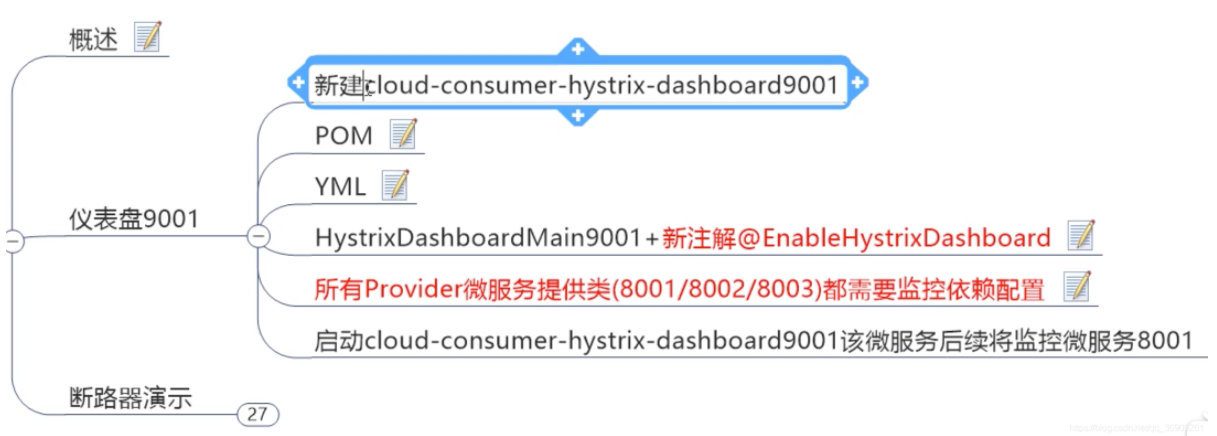 概述
新建cloud-consumer-hystrix-dashboard9001
POM
YML
仪表盘9001
HystrixDashboardMain9001+新注解@EnableHystrixDashboard
所有Provider微服务提供类(8001/8002/8003)都需要监控依赖配置
启动cloud-consumer-hystrix-dashboard9001该微服务后续将监控微服务8001
断路器演示
27